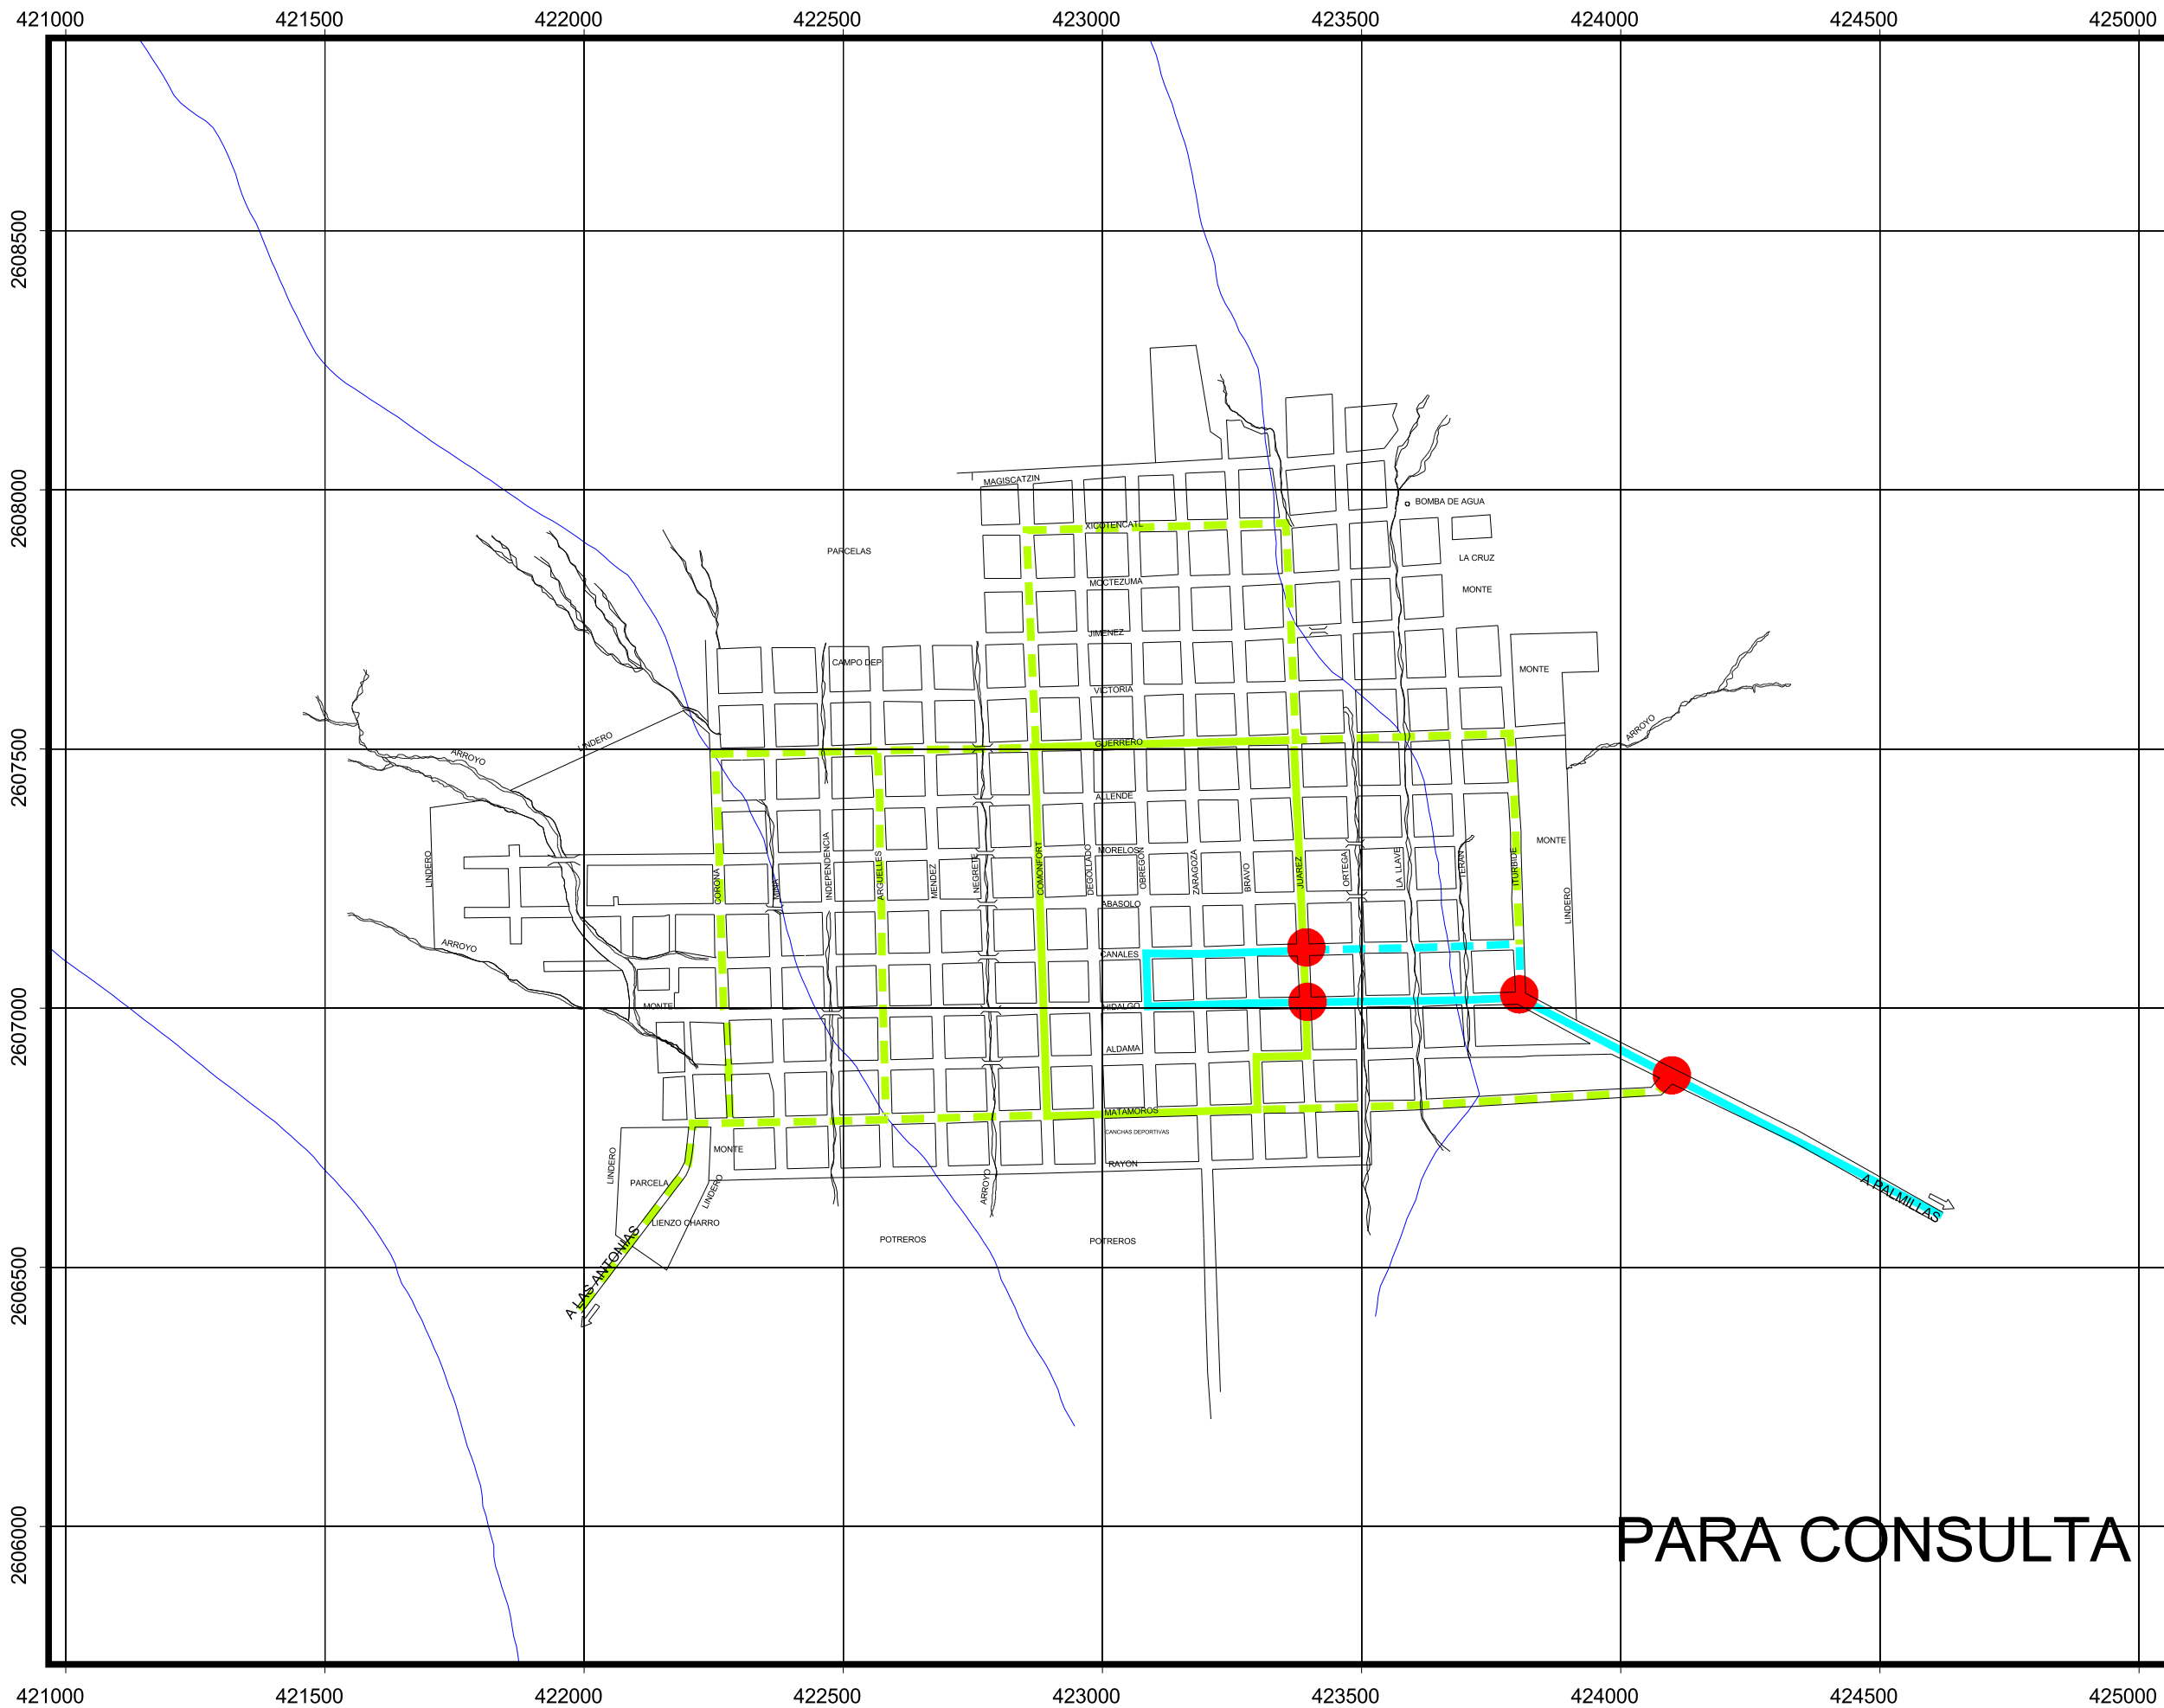 421000 421500 422000 422500 423000 423500 424000 424500 425000
2608500
2608000
2607500
2607000
2606500
2606000
MAGISCATZIN
BOMBA DE AGUA
XICOTENCATL
PARCELAS
LA CRUZ
MOCTEZUMA
MONTE
JIMENEZ
CAMPO DEP.
MONTE
VICTORIA
ARROYO
LINDERO
GUERRERO
ARROYO
ALLENDE
MONTE
MORELOS
LINDERO
CORONA
MINA
INDEPENDENCIA
ARGUELLES
MENDEZ
NEGRETE
COMONFORT
DEGOLLADO
OBREGON
ZARAGOZA
BRAVO
JUAREZ
ORTEGA
LA LLAVE
TERAN
ITURBIDE
LINDERO
ABASOLO
ARROYO
CANALES
MONTE
HIDALGO
ALDAMA
MATAMOROS
CANCHAS DEPORTIVAS
MONTE
RAYON
LINDERO
PARCELA
LINDERO
ARROYO
A PALMILLAS
LIENZO CHARRO
POTREROS
POTREROS
A LAS ANTONIAS
PARA CONSULTA
421000 421500 422000 422500 423000 423500 424000 424500 425000